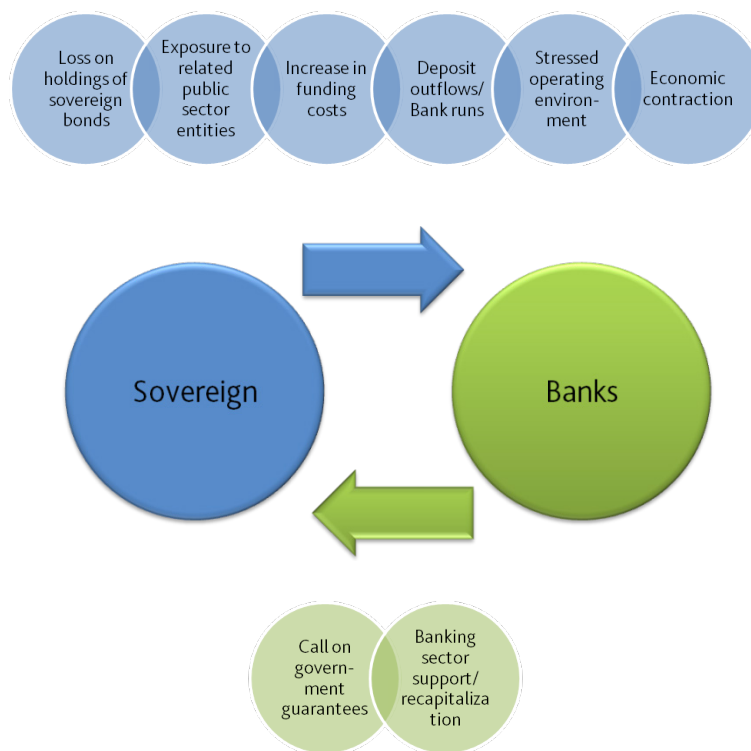 Loss on
holdings of
sovereign
bonds
Exposure to
related
public
sector
entities
Increase in
funding
costs
Deposit
outflows/
Bank runs
Stressed
operating
environ-
ment
Economic
contraction
Sovereign
Banks
Call on
govern-
ment
guarantees
Banking
sector
support/
recapitaliza
tion